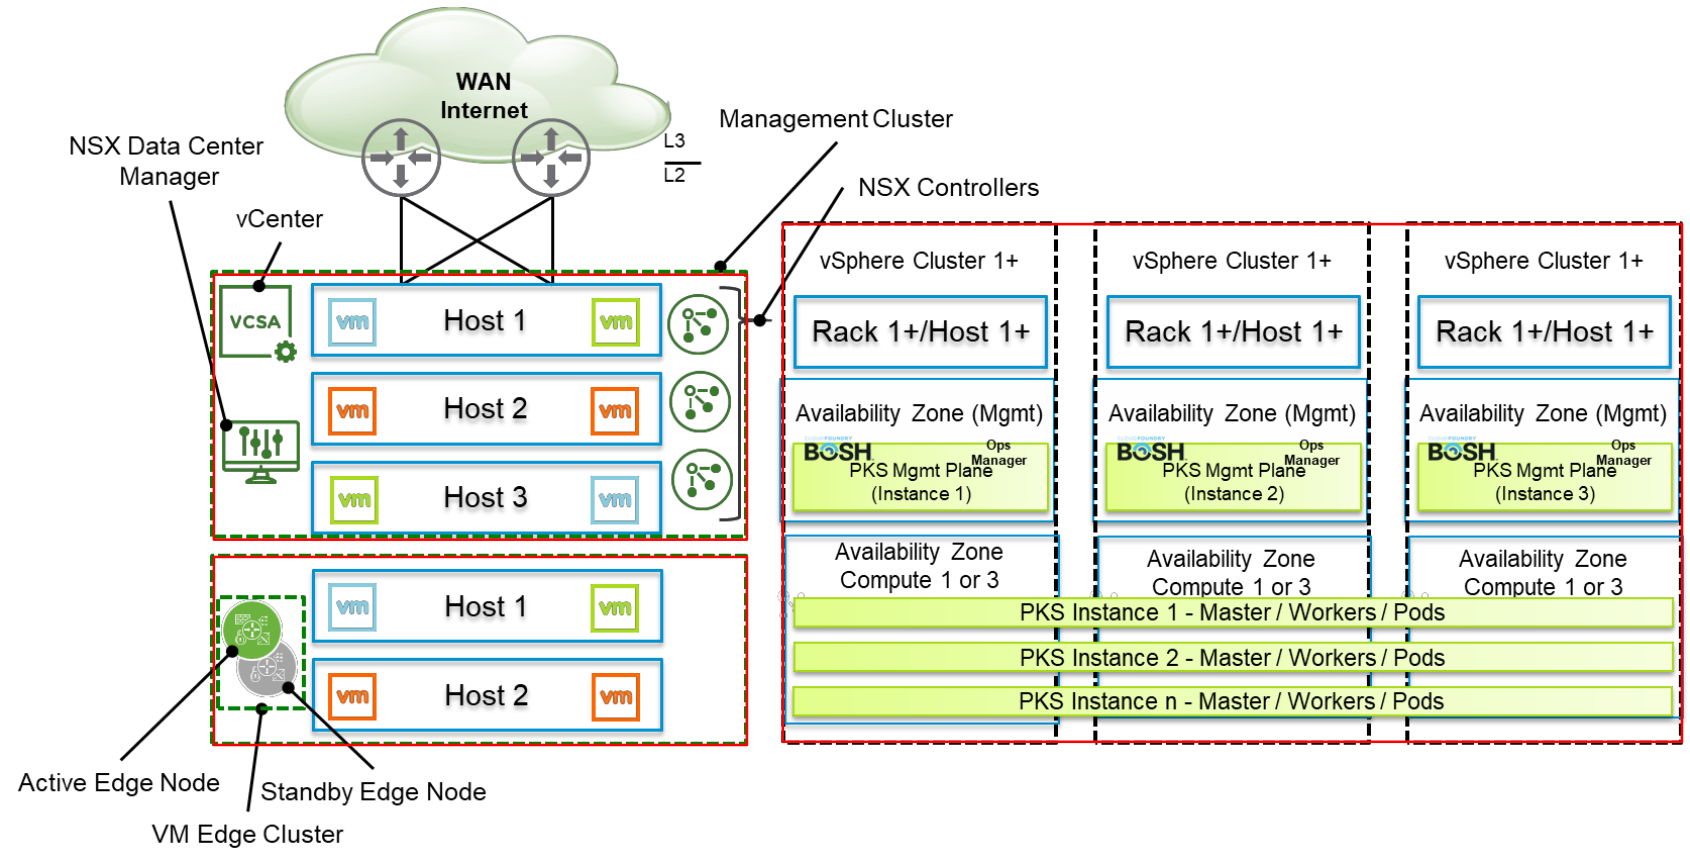 WAN
Internet
L3
L2
Management Cluster
NSX Data Center
Manager
NSX Controllers
vCenter
VCSA
vm
Host 1
vm
vm
Host 2
vm
vm
Host 3
vm
vm
Host 1
vm
vm
Host 2
vm
Active Edge Node
Standby Edge Node
VM Edge Cluster
vSphere Cluster 1+
vSphere Cluster 1+
vSphere Cluster 1+
Rack 1+/Host 1+
Rack 1+/Host 1+
Rack 1+/Host 1+
Availability Zone (Mgmt)
CLOUD FOUNDRY
BOSH
Ops
Manager
PKS Mgmt Plane
(Instance 1)
Availability Zone (Mgmt)
CLOUD FOUNDRY
BOSH
Ops
Manager
PKS Mgmt Plane
(Instance 2)
Availability Zone (Mgmt)
CLOUD FOUNDRY
BOSH
Ops
Manager
PKS Mgmt Plane
(Instance 3)
Availability Zone
Compute 1 or 3
Availability Zone
Compute 1 or 3
Availability Zone
Compute 1 or 3
PKS Instance 1 - Master / Workers / Pods
PKS Instance 2 - Master / Workers / Pods
PKS Instance n - Master / Workers / Pods